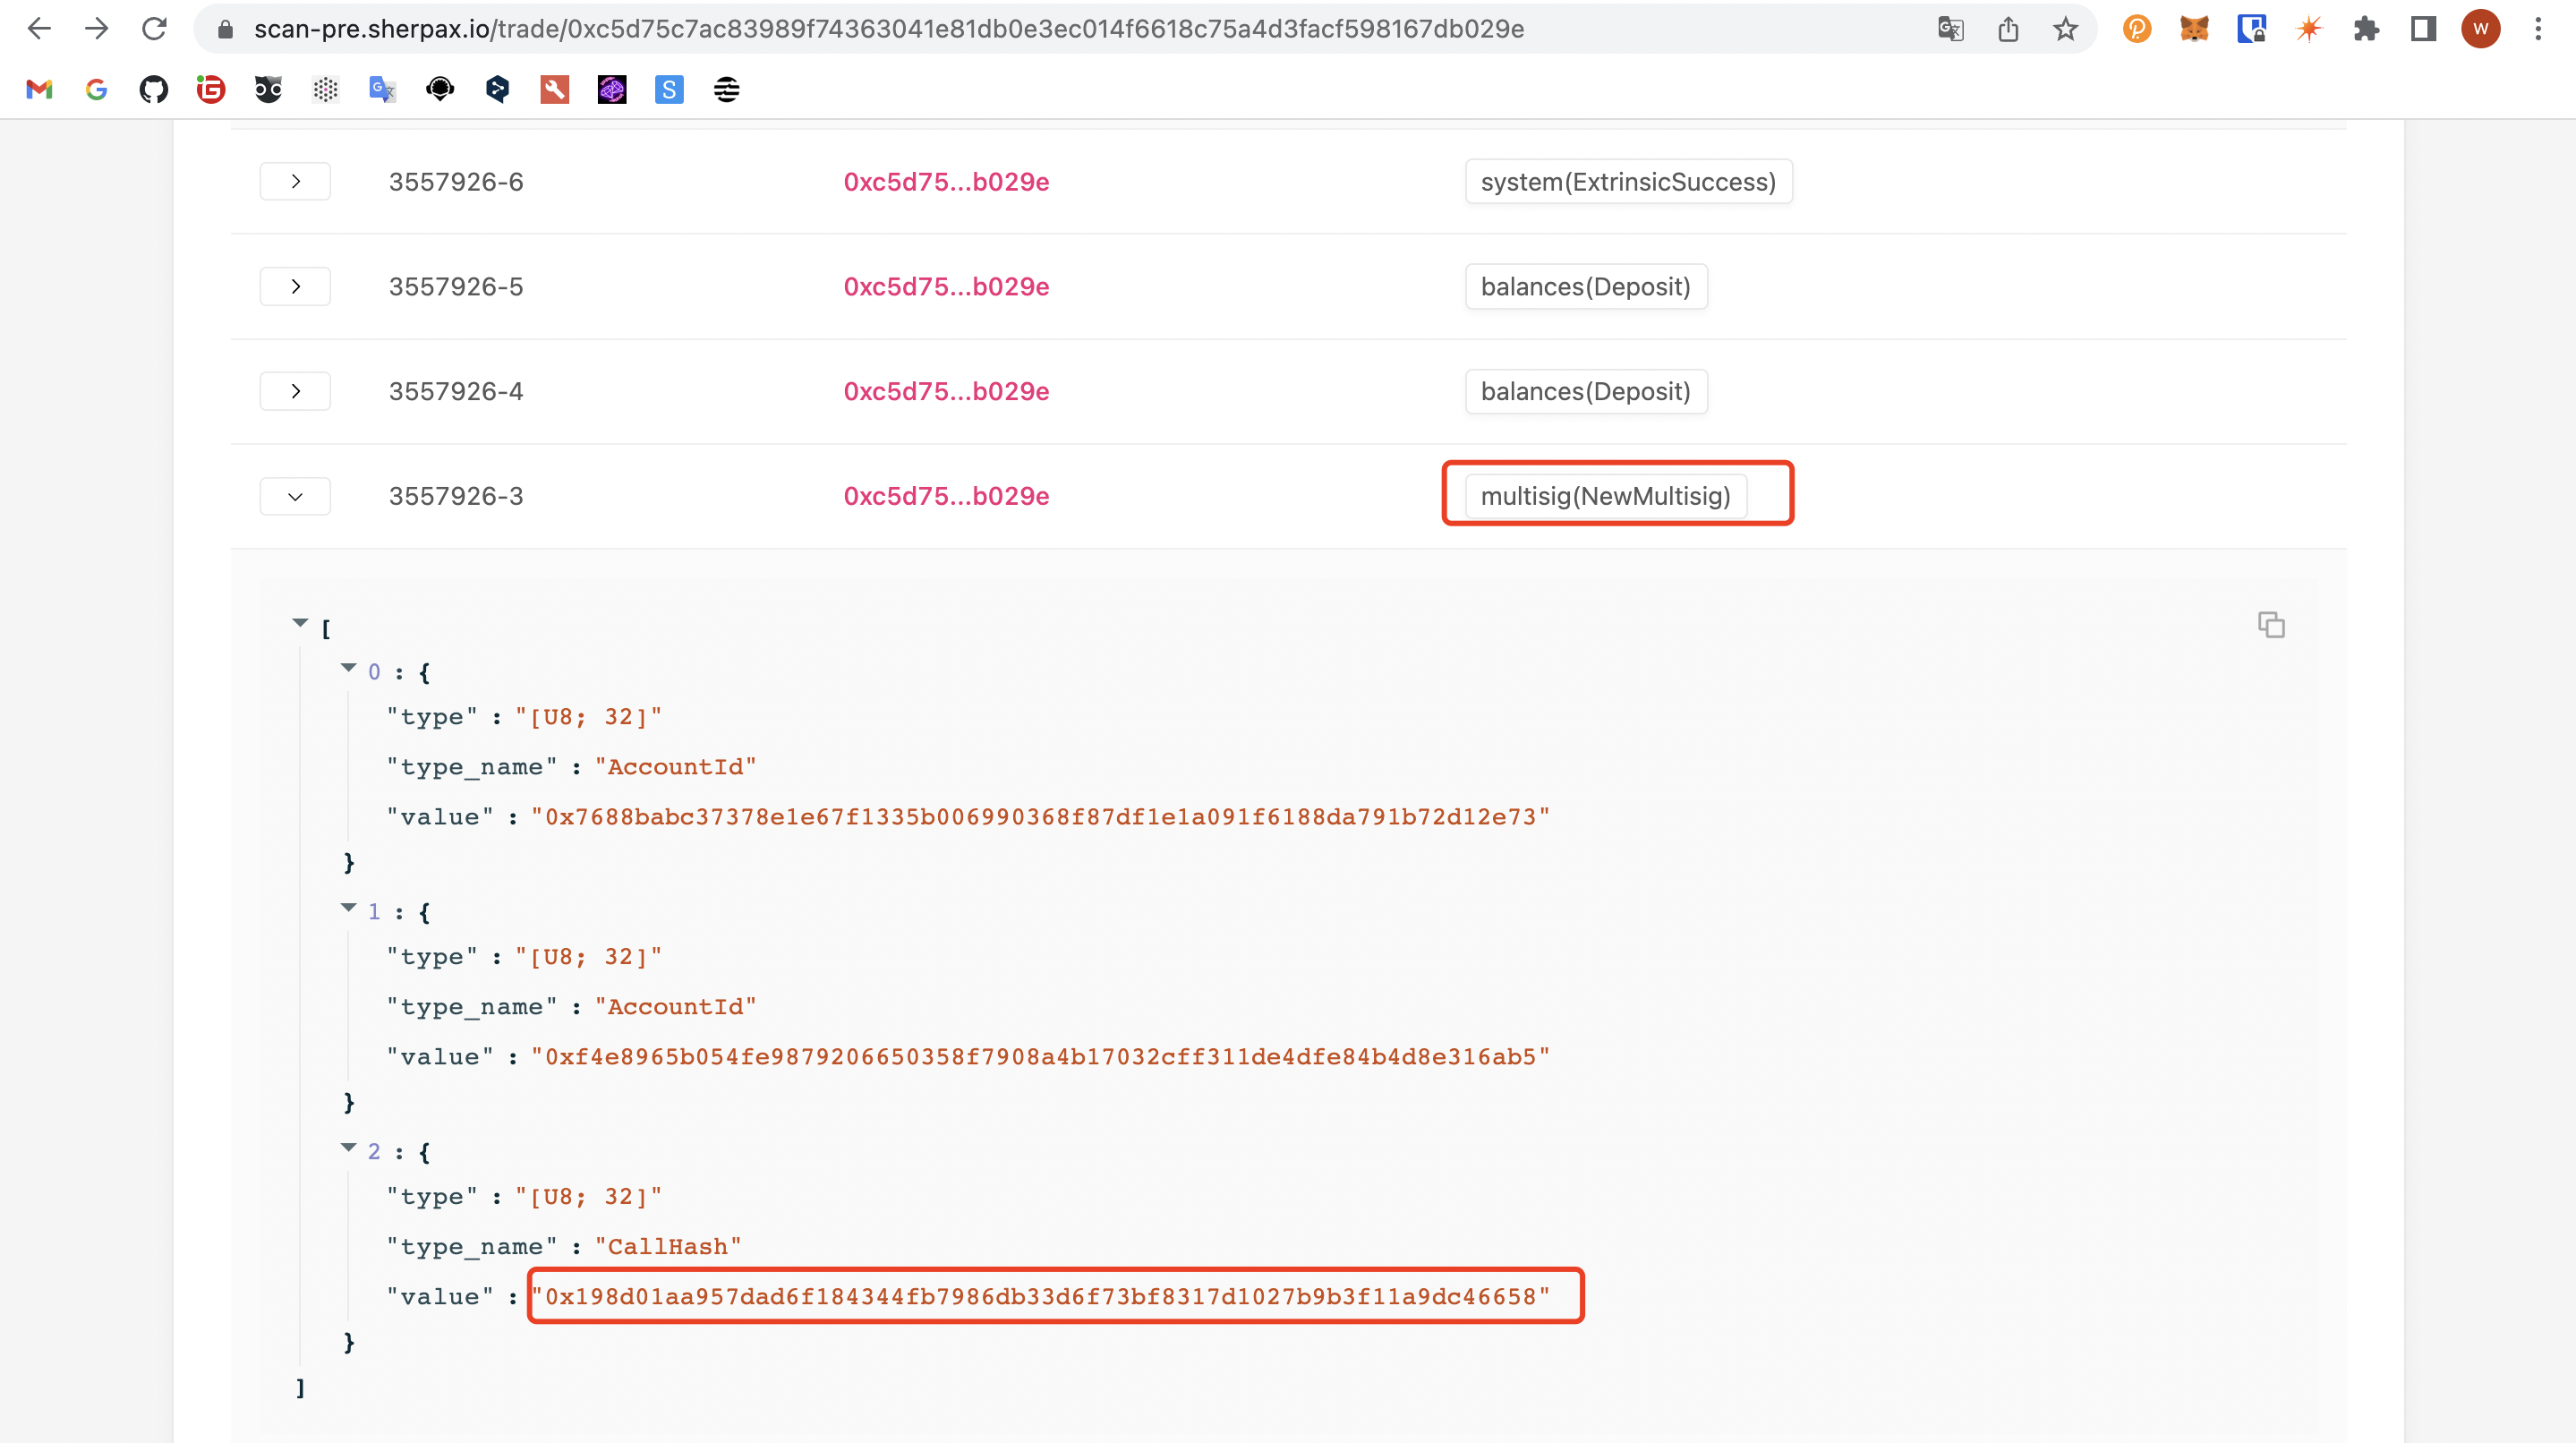 scan-pre.sherpax.io/trade/0xc5d75c7ac83989f74363041e81db0e3ec014f6618c75a4d3facf598167db029e
W
S
3557926-6 0xc5d75...b029e system(ExtrinsicSuccess)
3557926-5 0xc5d75...b029e balances(Deposit)
3557926-4 0xc5d75...b029e balances(Deposit)
3557926-3 0xc5d75...b029e multisig(NewMultisig)
[
0 : {
"type" : "[U8; 32]"
"type_name" : "AccountId"
"value" : "0x7688babc37378e1e67f1335b006990368f87df1e1a091f6188da791b72d12e73"
}
1 : {
"type" : "[U8; 32]"
"type_name" : "AccountId"
"value" : "0xf4e8965b054fe9879206650358f7908a4b17032cff311de4dfe84b4d8e316ab5"
}
2 : {
"type" : "[U8; 32]"
"type_name" : "CallHash"
"value" : "0x198d01aa957dad6f184344fb7986db33d6f73bf8317d1027b9b3f11a9dc46658"
}
]